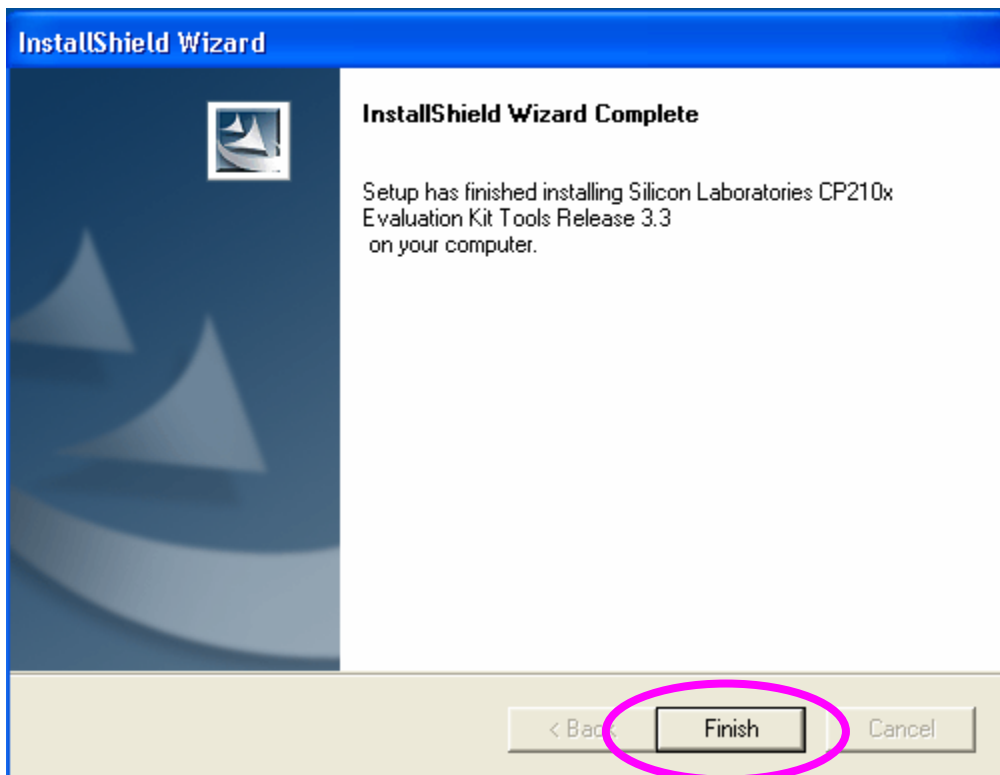 InstallShield Wizard
InstallShield Wizard Complete
Setup has finished installing Silicon Laboratories CP210x
Evaluation Kit Tools Release 3.3
on your computer.
< Back Finish Cancel